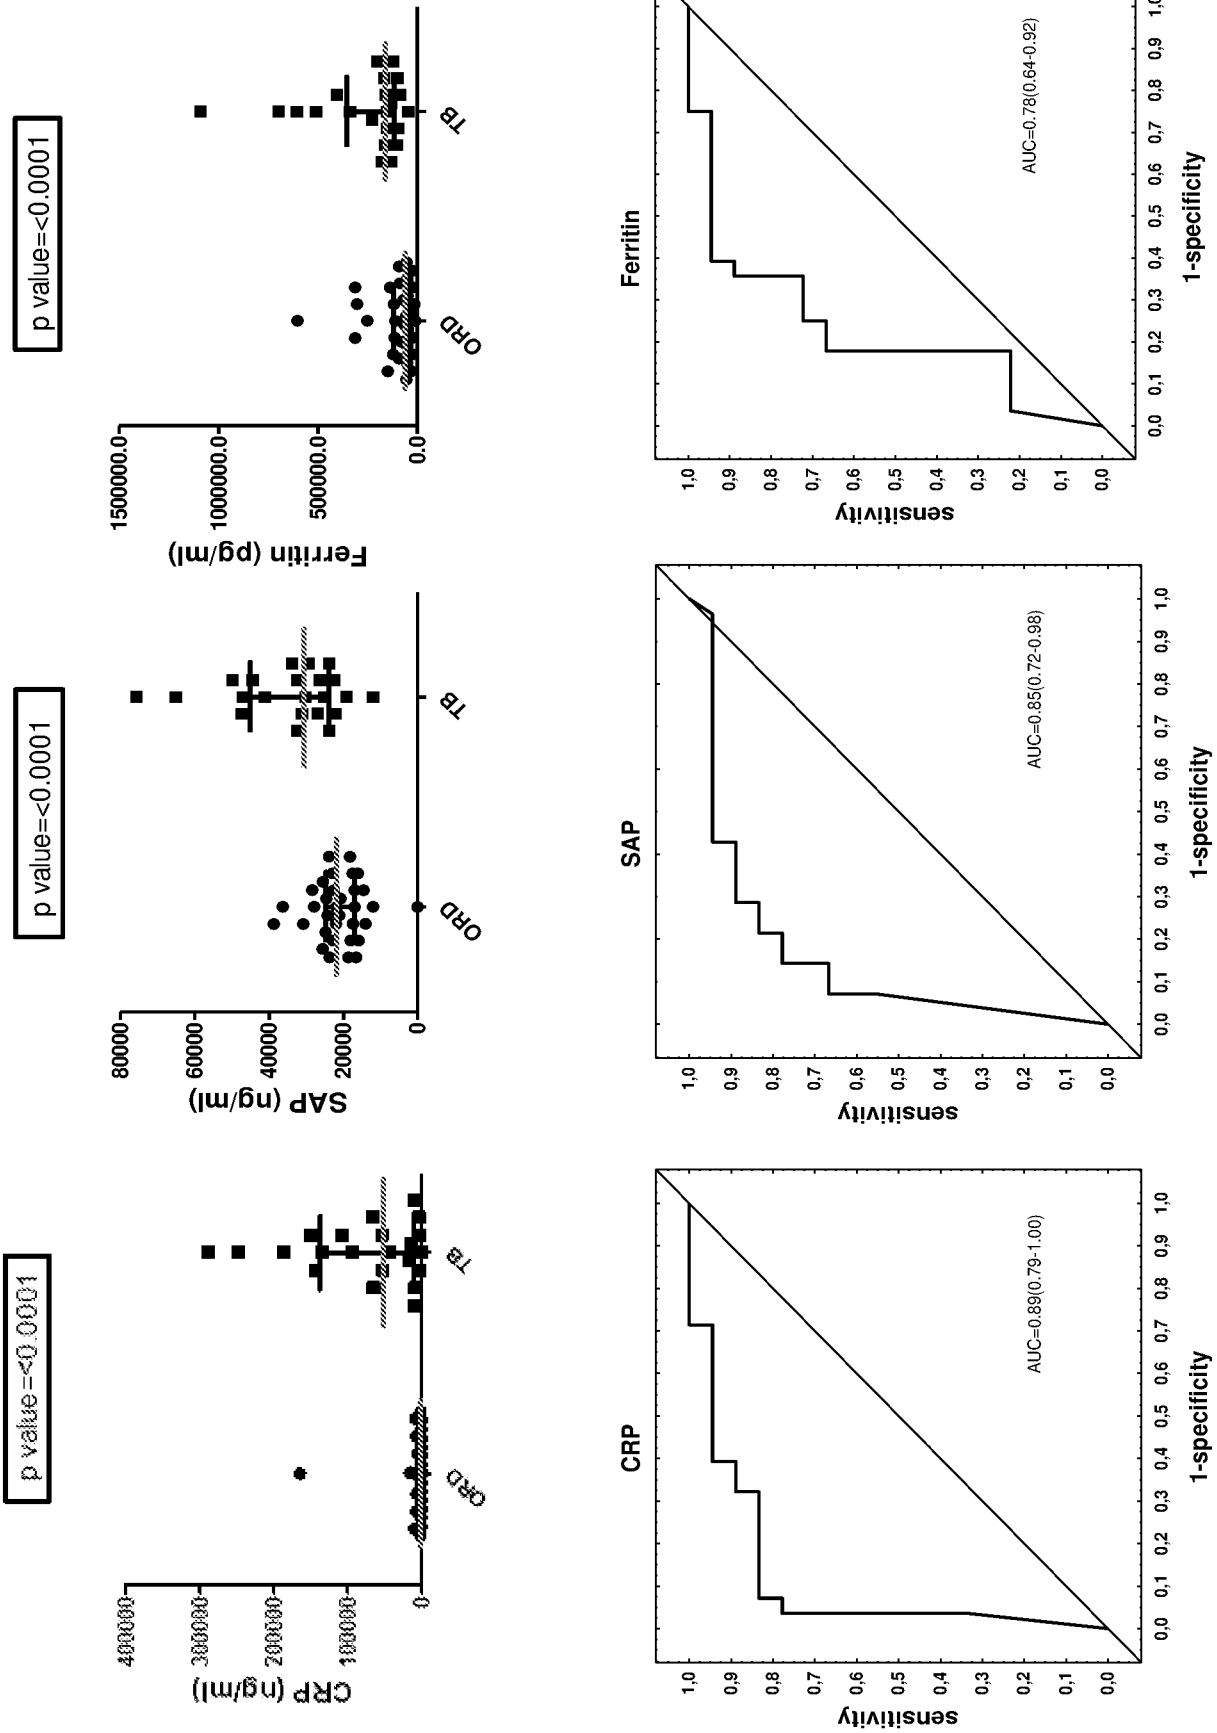 p value=<0.0001
CRP (ng/ml)
400000
300000
200000
100000
0
ORD
TB
p value=<0.0001
SAP (ng/ml)
80000
60000
40000
20000
0
ORD
TB
p value=<0.0001
Ferritin (pg/ml)
1500000.0
1000000.0
500000.0
0.0
ORD
TB
CRP
sensitivity
1,0
0,9
0,8
0,7
0,6
0,5
0,4
0,3
0,2
0,1
0,0
AUC=0.89(0.79-1.00)
0,0 0,1 0,2 0,3 0,4 0,5 0,6 0,7 0,8 0,9 1,0
1-specificity
SAP
sensitivity
1,0
0,9
0,8
0,7
0,6
0,5
0,4
0,3
0,2
0,1
0,0
AUC=0.85(0.72-0.98)
0,0 0,1 0,2 0,3 0,4 0,5 0,6 0,7 0,8 0,9 1,0
1-specificity
Ferritin
sensitivity
1,0
0,9
0,8
0,7
0,6
0,5
0,4
0,3
0,2
0,1
0,0
AUC=0.78(0.64-0.92)
0,0 0,1 0,2 0,3 0,4 0,5 0,6 0,7 0,8 0,9 1,0
1-specificity